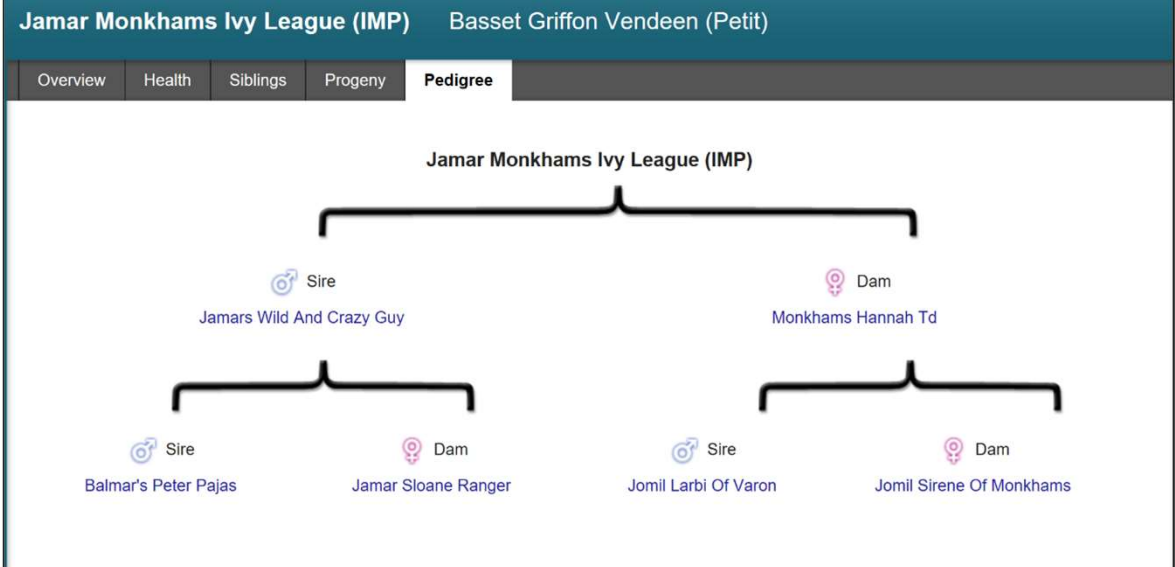 Jamar Monkhams Ivy League (IMP) Basset Griffon Vendeen (Petit)
Overview Health Siblings Progeny Pedigree
Jamar Monkhams Ivy League (IMP)
Sire Dam
Jamars Wild And Crazy Guy Monkhams Hannah Td
Sire Dam Sire Dam
Balmar's Peter Pajas Jamar Sloane Ranger Jomil Larbi Of Varon Jomil Sirene Of Monkhams